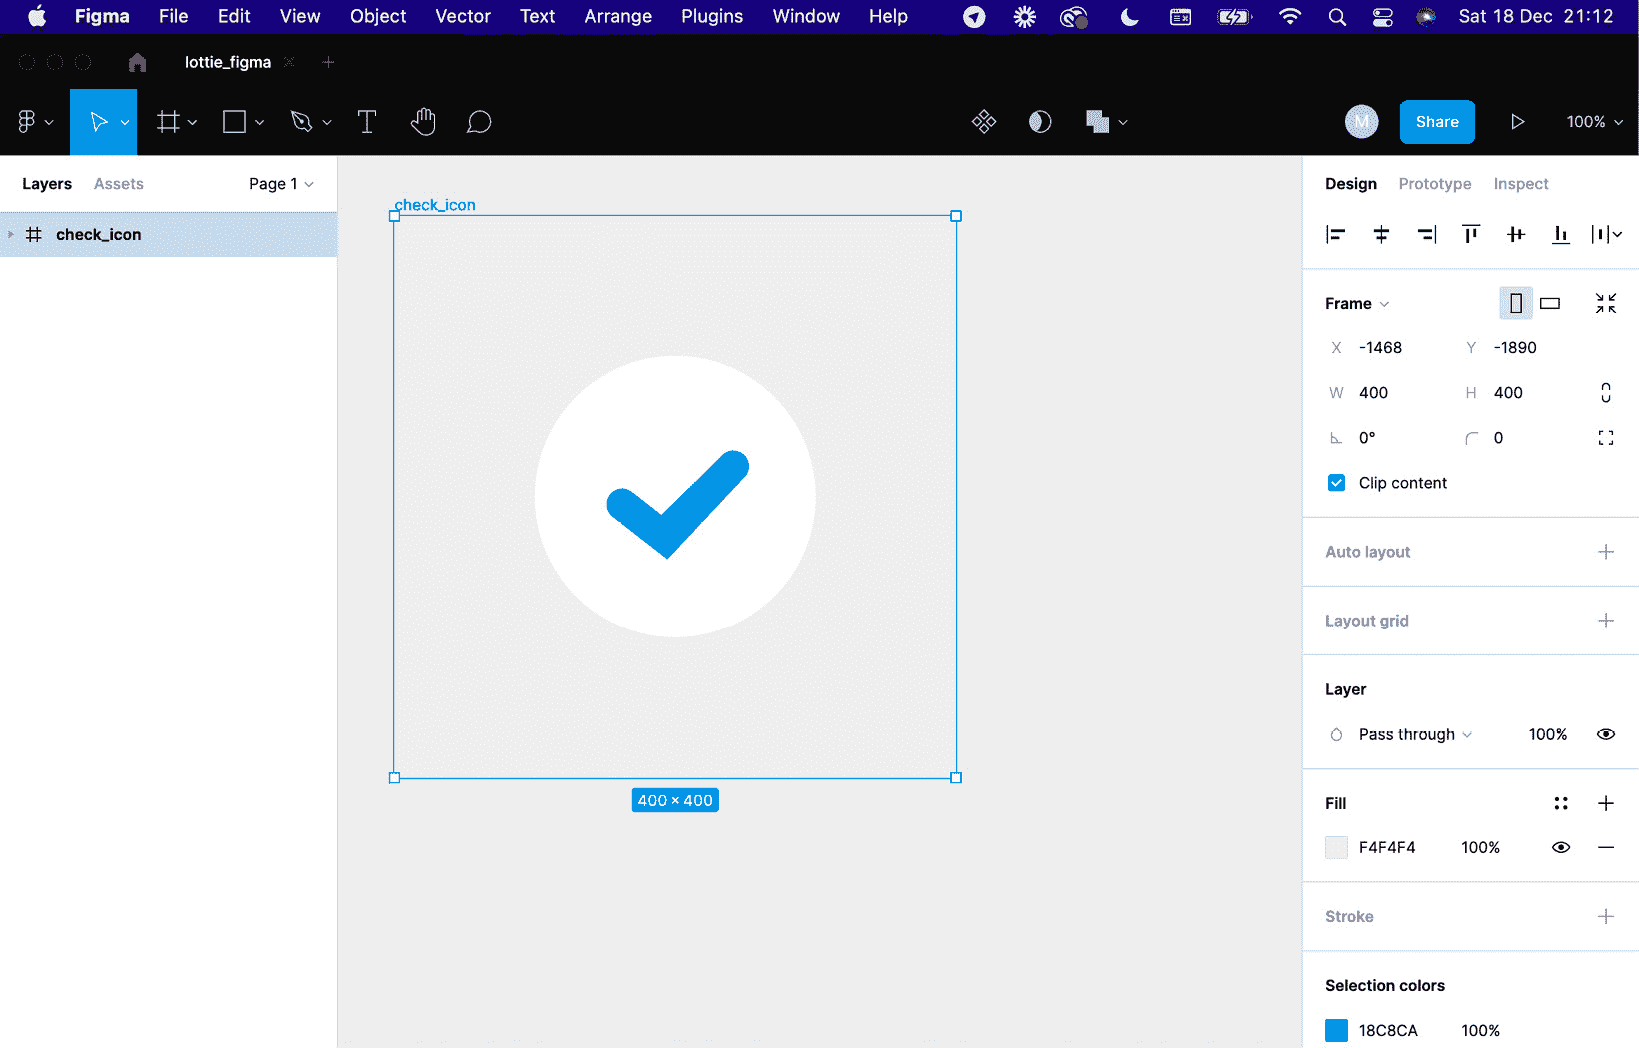 Figma File Edit View Object Vector Text Arrange Plugins Window Help Sat 18 Dec 21:12
lottie_figma
M Share 100%
Layers Assets Page 1
check_icon
check_icon
400 × 400
Design Prototype Inspect
Frame
X -1468 Y -1890
W 400 H 400
0° 0
Clip content
Auto layout
Layout grid
Layer
Pass through 100%
Fill
F4F4F4 100%
Stroke
Selection colors
18C8CA 100%